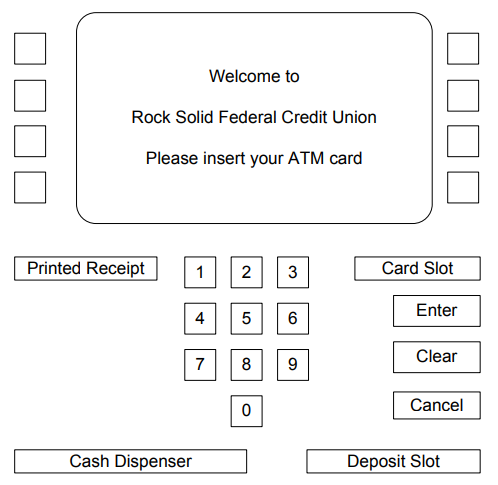 Welcome to
Rock Solid Federal Credit Union
Please insert your ATM card
Printed Receipt
1 2 3
Card Slot
4 5 6
Enter
7 8 9
Clear
0
Cancel
Cash Dispenser
Deposit Slot